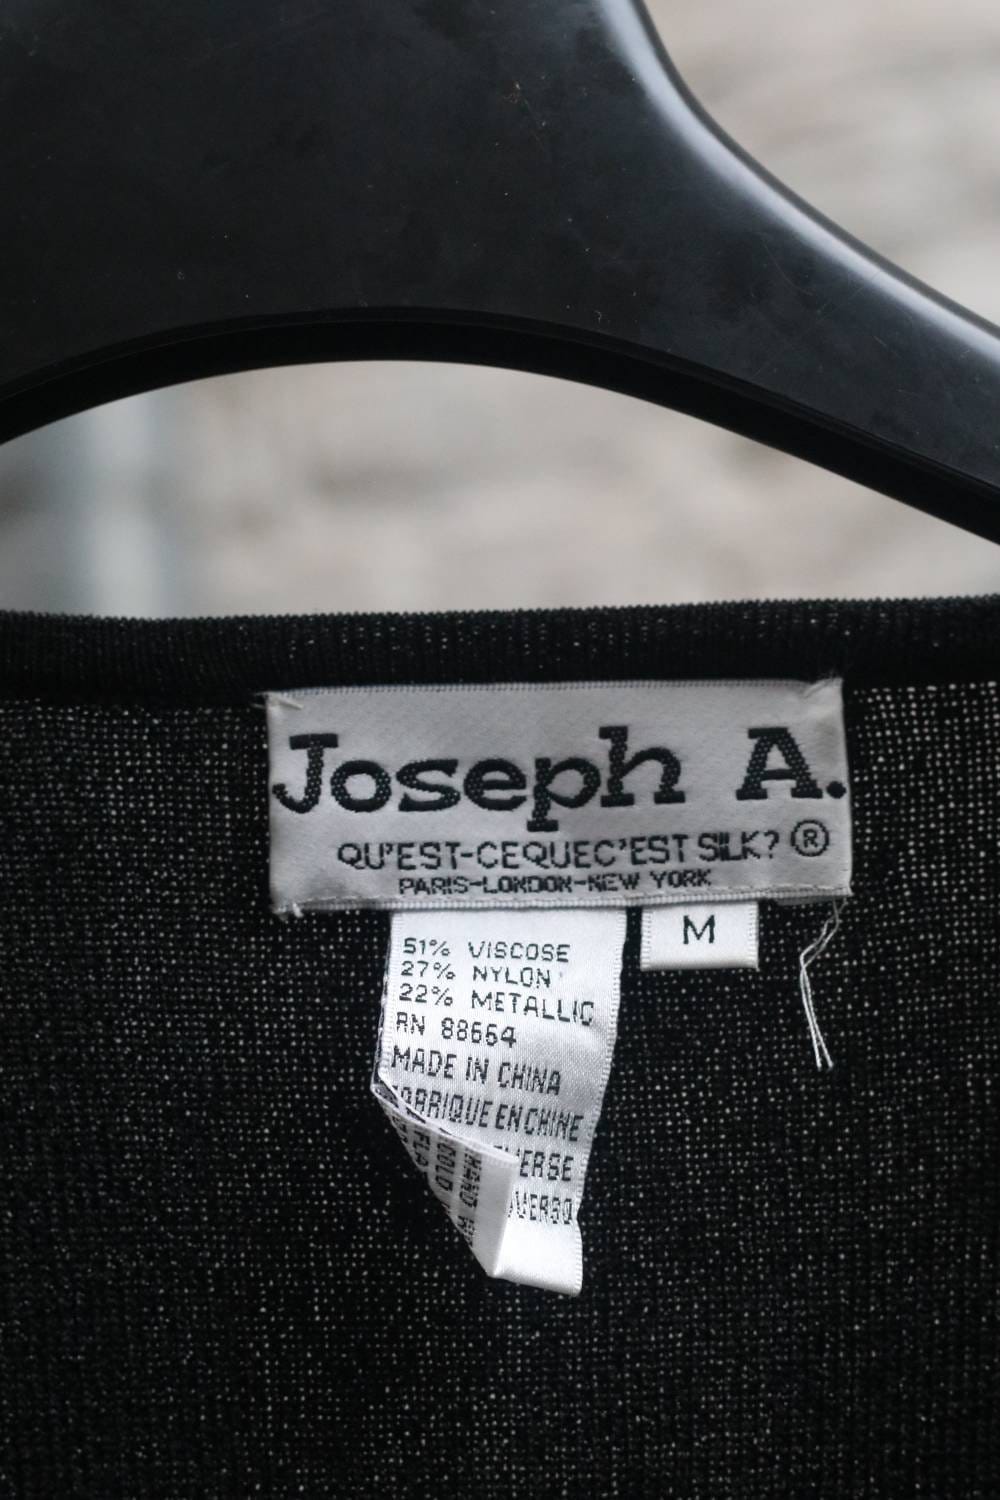 Joseph A.
QU'EST-CEQUEC'EST SILK? ®
PARIS-LONDON-NEW YORK
M
51% VISCOSE
27% NYLON
22% METALLIC
RN 88664
MADE IN CHINA
FABRIQUE EN CHINE